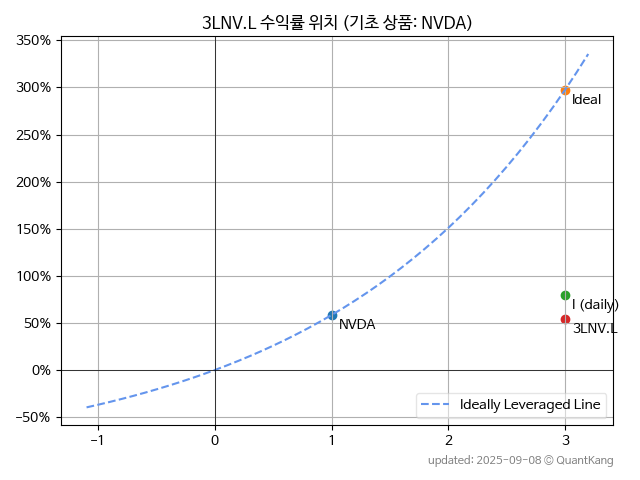 3LNV.L 수익률 위치 (기초 상품: NVDA)
350%
300%
250%
200%
150%
100%
50%
0%
−50%
Ideal
I (daily)
3LNV.L
NVDA
Ideally Leveraged Line
−1
0
1
2
3
updated: 2025-09-08 © QuantKang